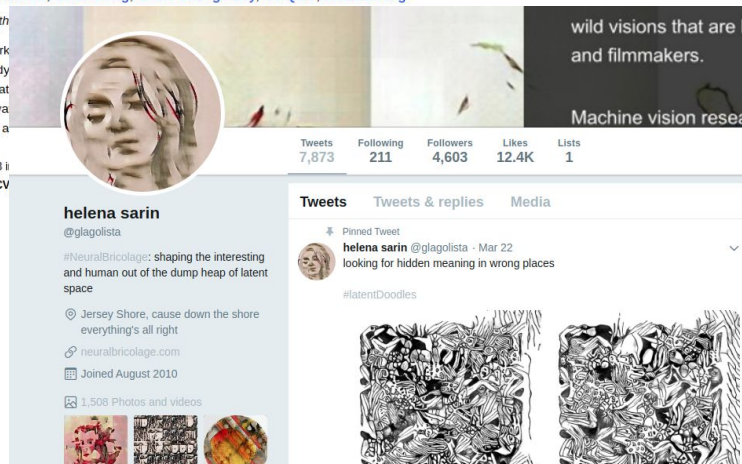 wild visions that are
and filmmakers.
Machine vision
Tweets
7,873
Following
211
Followers
4,603
Likes
12.4K
Lists
1
helena sarin
@glagolista
#NeuralBricolage: shaping the interesting
and human out of the dump heap of latent
space
Jersey Shore, cause down the shore
everything's all right
neuralbricolage.com
Joined August 2010
1,508 Photos and videos
Tweets Tweets & replies Media
Pinned Tweet
helena sarin @glagolista · Mar 22
looking for hidden meaning in wrong places
#latentDoodles